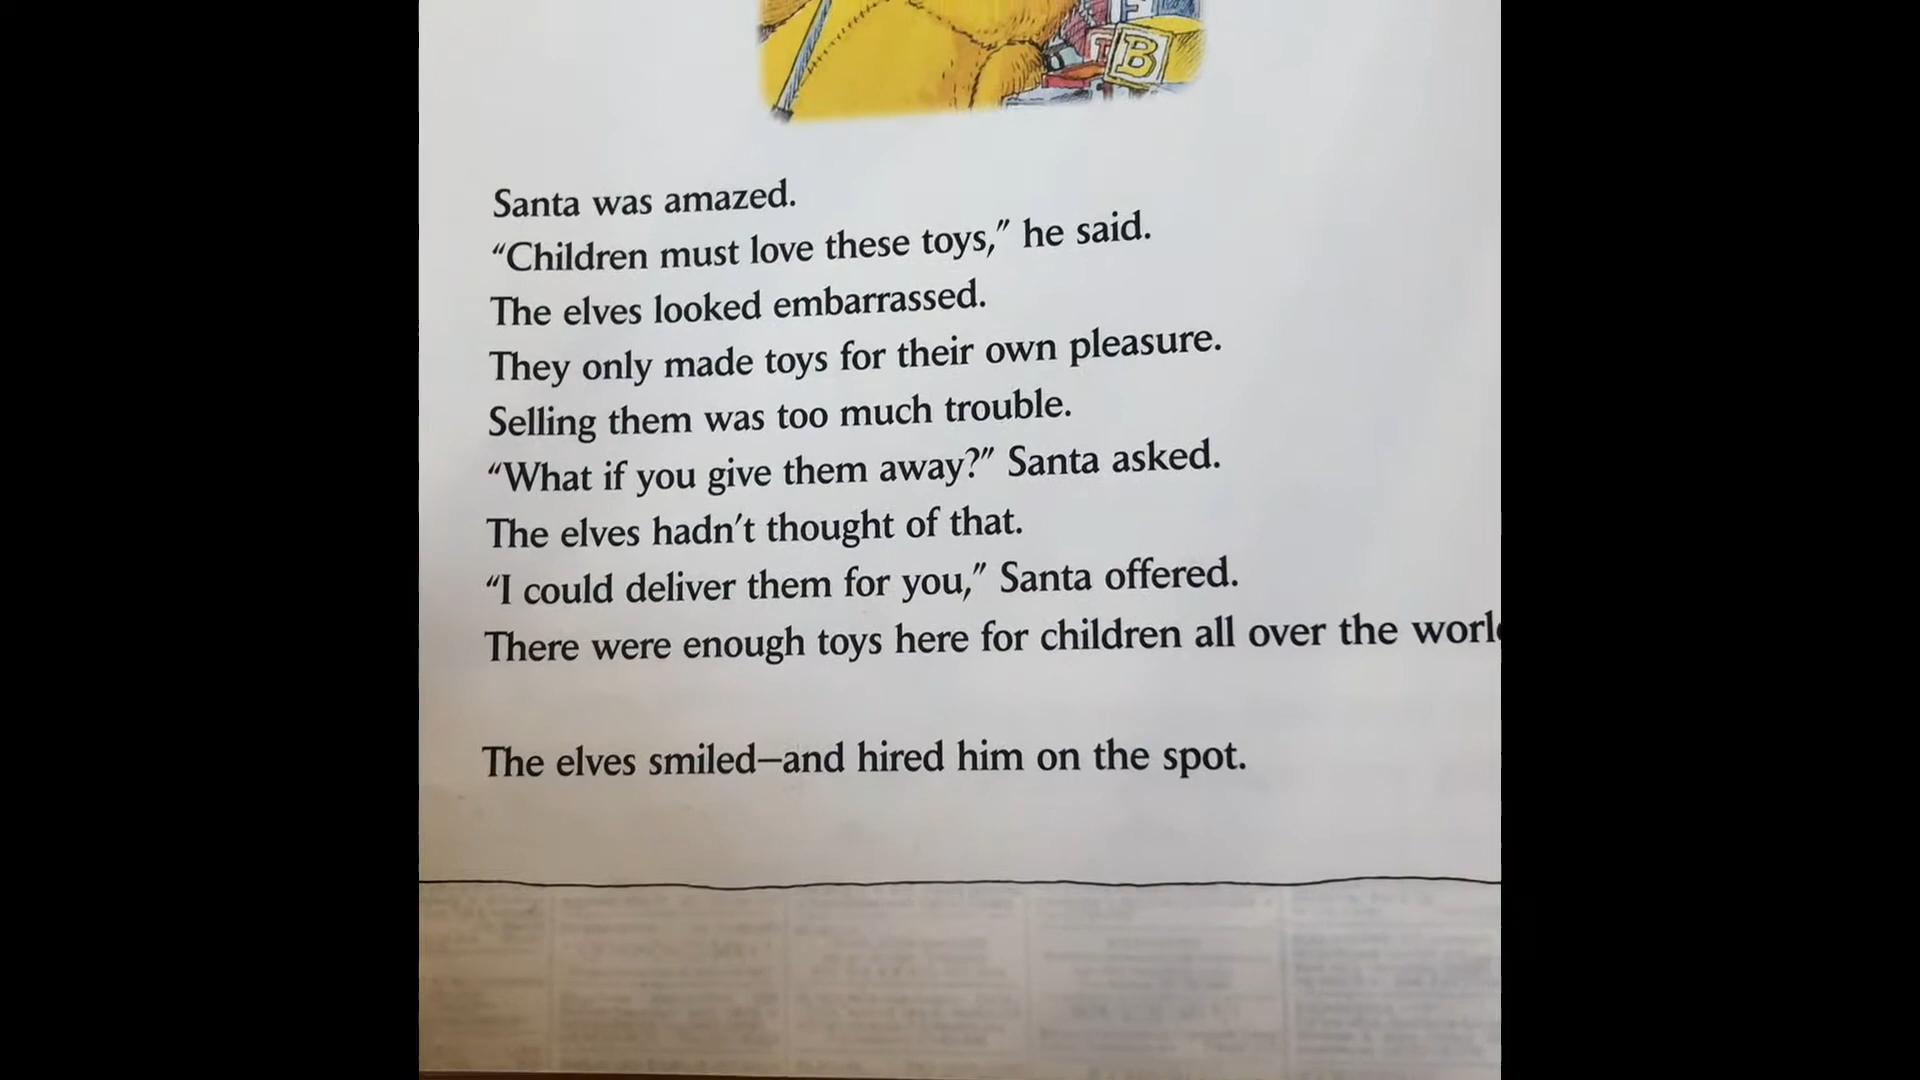 B
Santa was amazed.
“Children must love these toys,” he said.
The elves looked embarrassed.
They only made toys for their own pleasure.
Selling them was too much trouble.
“What if you give them away?” Santa asked.
The elves hadn’t thought of that.
“I could deliver them for you,” Santa offered.
There were enough toys here for children all over the
The elves smiled—and hired him on the spot.